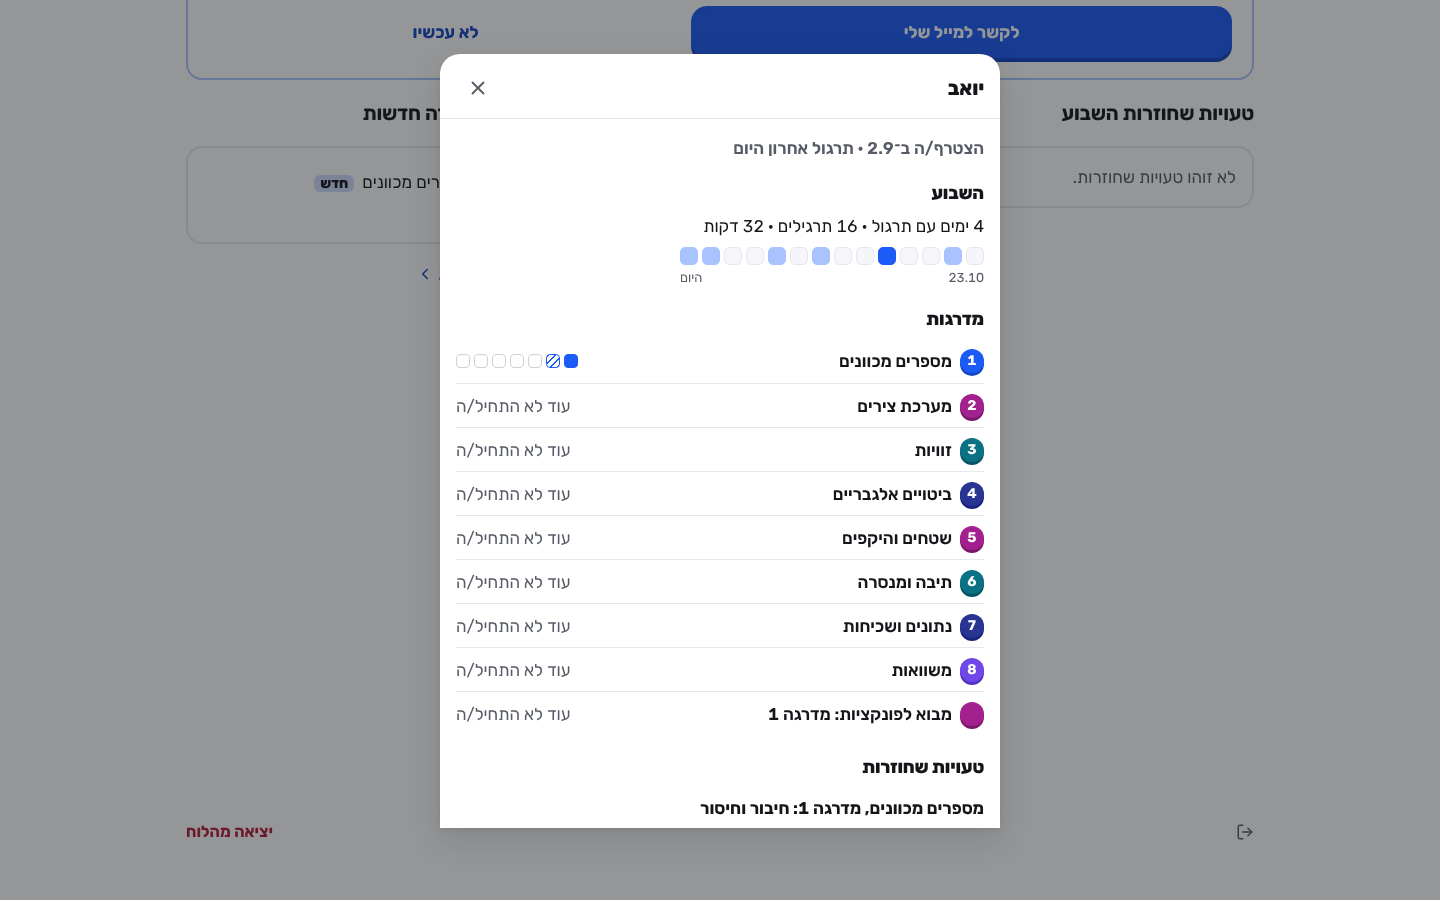 לקשר למייל שלי
לא עכשיו
יואב
טעויות שחוזרות השבוע
חדשות
לא זוהו טעויות שחוזרות.
מכוונים
חדש
הצטרף/ה ב־2.9 • תרגול אחרון היום
השבוע
4 ימים עם תרגול • 16 תרגילים • 32 דקות
23.10
היום
מדרגות
1 מספרים מכוונים
2 מערכת צירים עוד לא התחיל/ה
3 זוויות עוד לא התחיל/ה
4 ביטויים אלגבריים עוד לא התחיל/ה
5 שטחים והיקפים עוד לא התחיל/ה
6 תיבה ומנסרה עוד לא התחיל/ה
7 נתונים ושכיחות עוד לא התחיל/ה
8 משוואות עוד לא התחיל/ה
מבוא לפונקציות: מדרגה 1 עוד לא התחיל/ה
טעויות שחוזרות
מספרים מכוונים, מדרגה 1: חיבור וחיסור
יציאה מהלוח